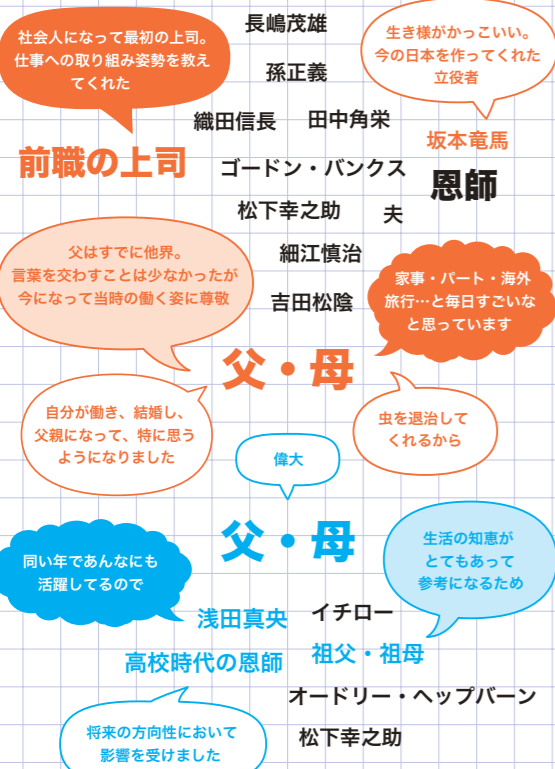 長嶋茂雄
社会人になって最初の上司。
仕事への取り組み姿勢を教え
てくれた
生き様がかっこいい。
今の日本を作ってくれた
立役者
孫正義
織田信長
田中角栄
坂本竜馬
前職の上司
ゴードン・バンクス
恩師
松下幸之助
夫
細江慎治
父はすでに他界。
言葉を交わすことは少なかったが
今になって当時の働く姿に尊敬
家事・パート・海外
旅行…と毎日すごいな
と思っています
吉田松陰
父・母
自分が働き、結婚し、
父親になって、特に思う
ようになりました
虫を退治して
くれるから
偉大
父・母
生活の知恵が
とてもあって
参考になるため
同い年であんなにも
活躍してるので
浅田真央
イチロー
高校時代の恩師
祖父・祖母
オードリー・ヘップバーン
将来の方向性において
影響を受けました
松下幸之助